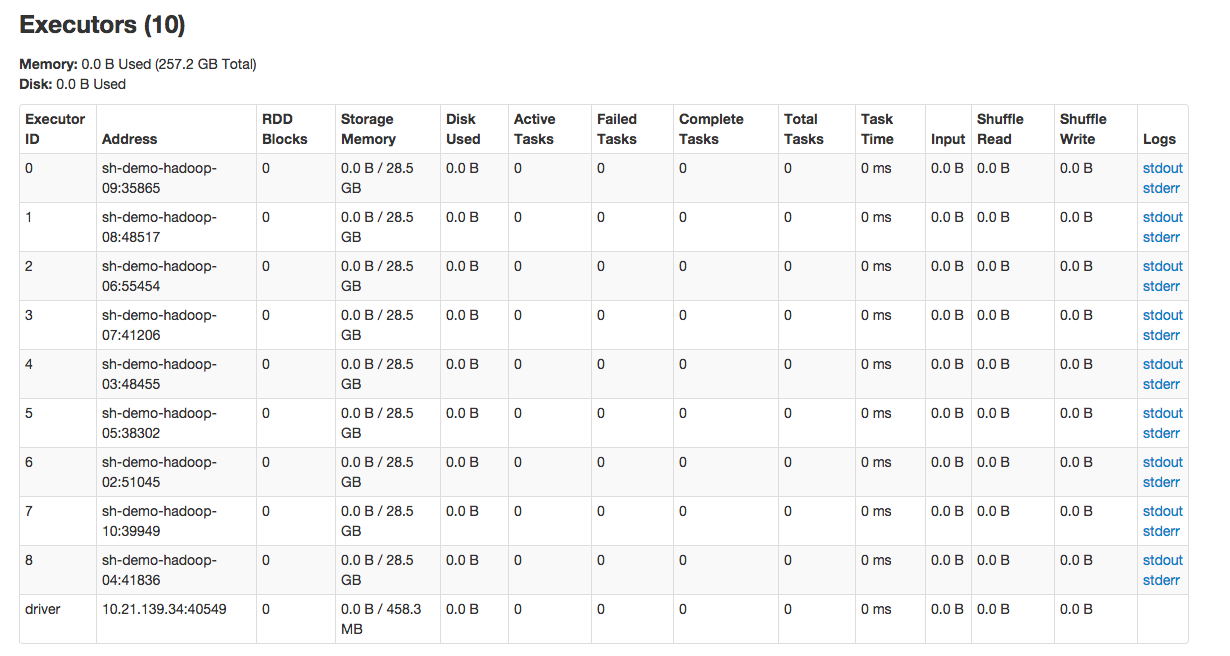 Executors (10)
Memory: 0.0 B Used (257.2 GB Total)
Disk: 0.0 B Used
Executor ID Address RDD Blocks Storage Memory Disk Used Active Tasks Failed Tasks Complete Tasks Total Tasks Task Time Input Shuffle Read Shuffle Write Logs
0 sh-demo-hadoop-09:35865 0 0.0 B / 28.5 GB 0.0 B 0 0 0 0 0 ms 0.0 B 0.0 B 0.0 B stdout stderr
1 sh-demo-hadoop-08:48517 0 0.0 B / 28.5 GB 0.0 B 0 0 0 0 0 ms 0.0 B 0.0 B 0.0 B stdout stderr
2 sh-demo-hadoop-06:55454 0 0.0 B / 28.5 GB 0.0 B 0 0 0 0 0 ms 0.0 B 0.0 B 0.0 B stdout stderr
3 sh-demo-hadoop-07:41206 0 0.0 B / 28.5 GB 0.0 B 0 0 0 0 0 ms 0.0 B 0.0 B 0.0 B stdout stderr
4 sh-demo-hadoop-03:48455 0 0.0 B / 28.5 GB 0.0 B 0 0 0 0 0 ms 0.0 B 0.0 B 0.0 B stdout stderr
5 sh-demo-hadoop-05:38302 0 0.0 B / 28.5 GB 0.0 B 0 0 0 0 0 ms 0.0 B 0.0 B 0.0 B stdout stderr
6 sh-demo-hadoop-02:51045 0 0.0 B / 28.5 GB 0.0 B 0 0 0 0 0 ms 0.0 B 0.0 B 0.0 B stdout stderr
7 sh-demo-hadoop-10:39949 0 0.0 B / 28.5 GB 0.0 B 0 0 0 0 0 ms 0.0 B 0.0 B 0.0 B stdout stderr
8 sh-demo-hadoop-04:41836 0 0.0 B / 28.5 GB 0.0 B 0 0 0 0 0 ms 0.0 B 0.0 B 0.0 B stdout stderr
driver 10.21.139.34:40549 0 0.0 B / 458.3 MB 0.0 B 0 0 0 0 0 ms 0.0 B 0.0 B 0.0 B